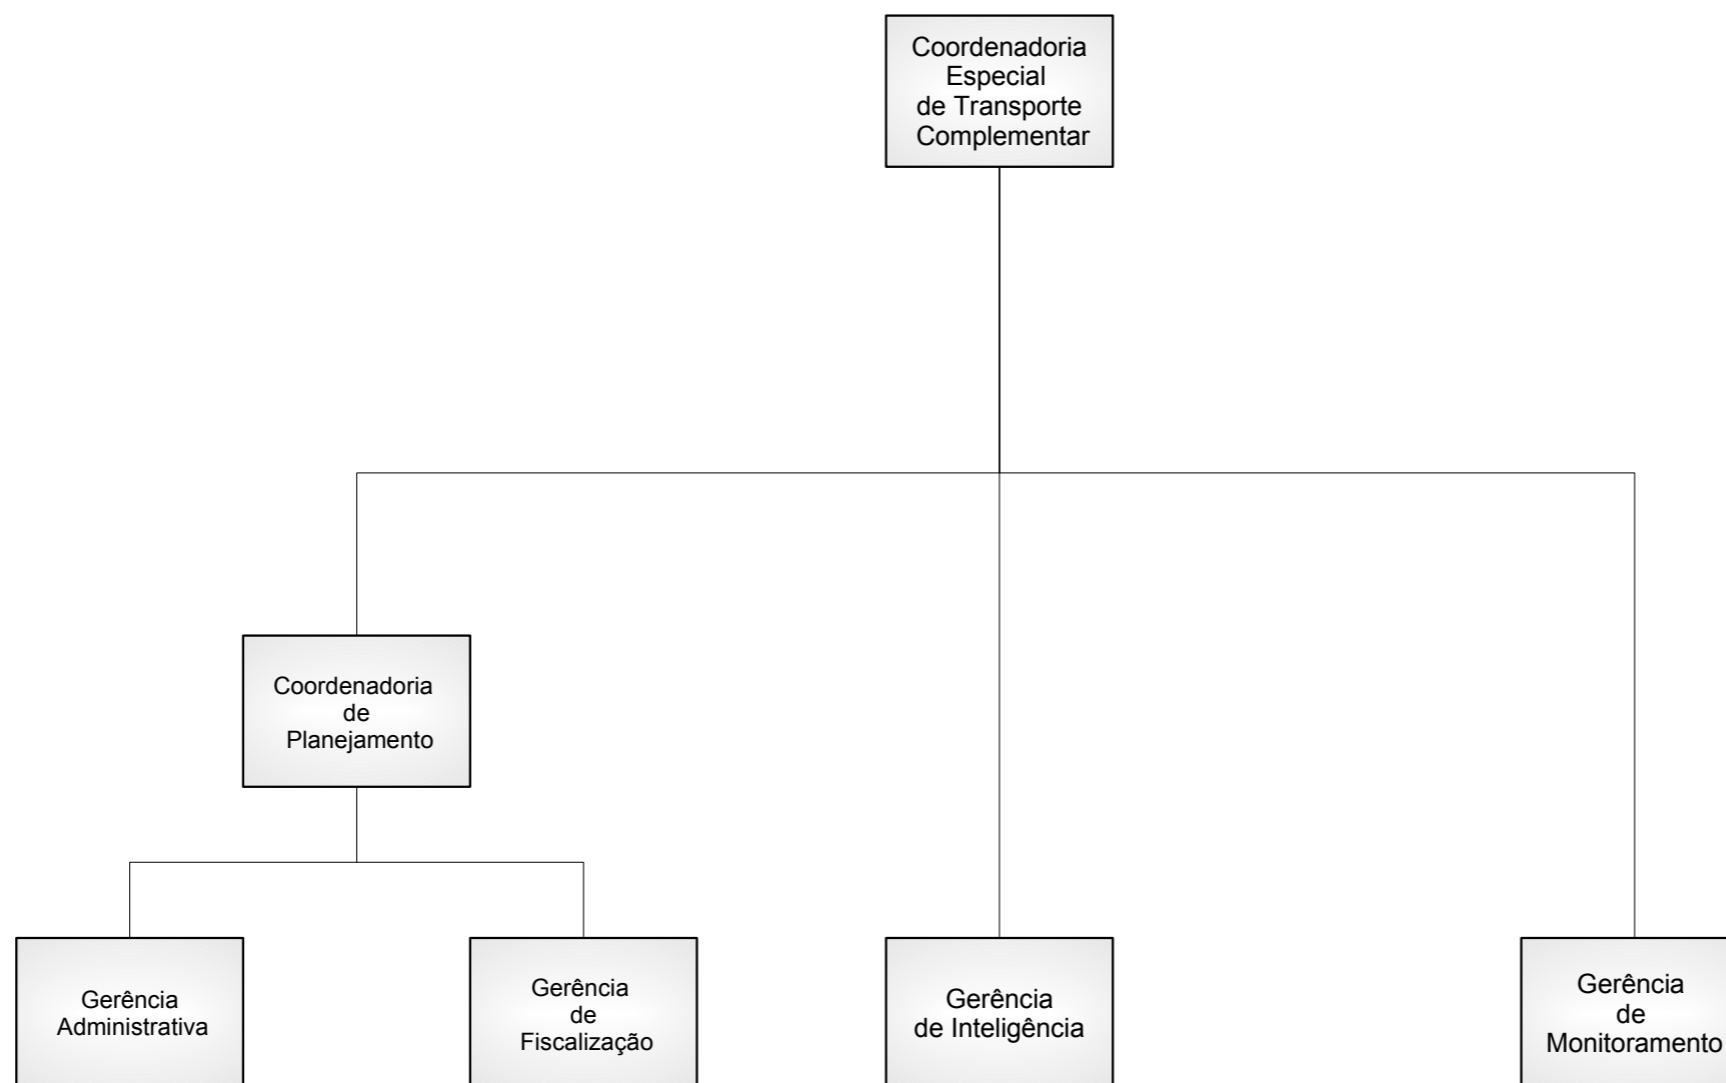 Coordenadoria
Especial
de Transporte
Complementar
Coordenadoria
de
Planejamento
Gerência
Administrativa
Gerência
de
Fiscalização
Gerência
de Inteligência
Gerência
de
Monitoramento